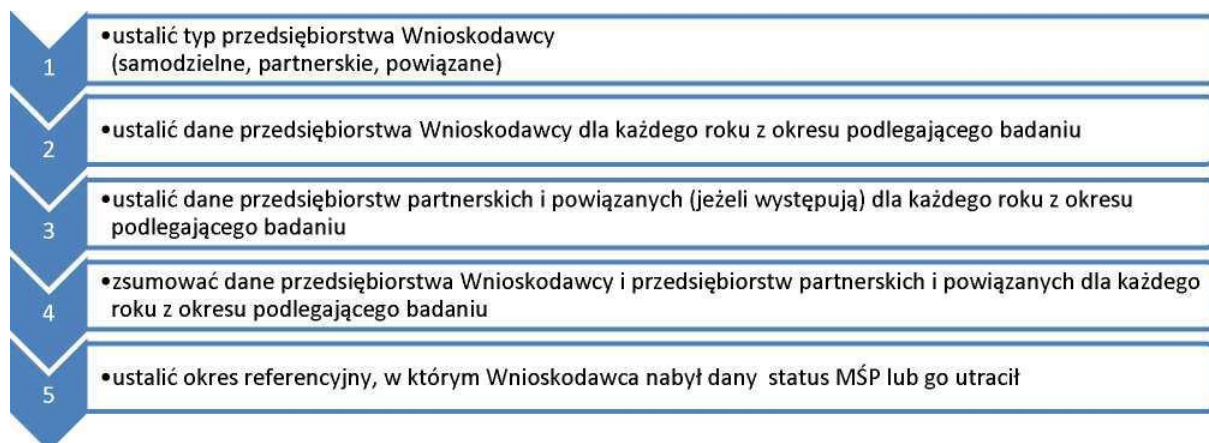 •ustalić typ przedsiębiorstwa Wnioskodawcy
(samodzielne, partnerskie, powiązane)
1
•ustalić dane przedsiębiorstwa Wnioskodawcy dla każdego roku z okresu podlegającego badaniu
2
•ustalić dane przedsiębiorstw partnerskich i powiązanych (jeżeli występują) dla każdego roku z okresu
podlegającego badaniu
3
•zsumować dane przedsiębiorstwa Wnioskodawcy i przedsiębiorstw partnerskich i powiązanych dla każdego
roku z okresu podlegającego badaniu
4
•ustalić okres referencyjny, w którym Wnioskodawca nabył dany status MŚP lub go utracił
5